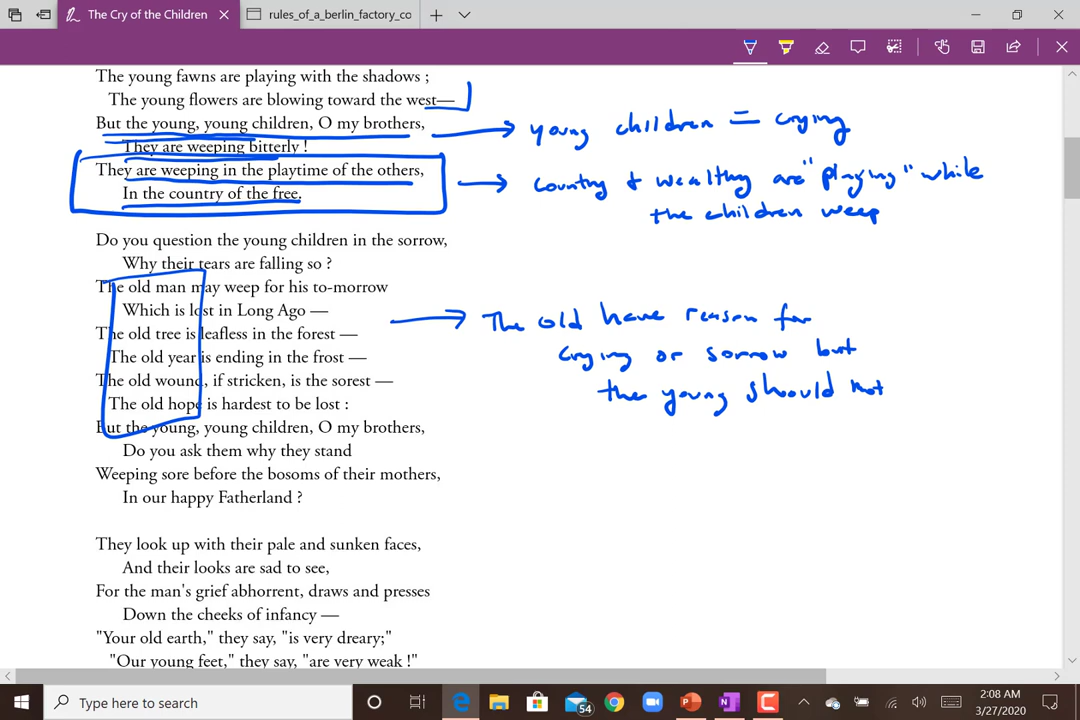 The Cry of the Children
rules_of_a_berlin_factory_co
The young fawns are playing with the shadows ;
The young flowers are blowing toward the west—
But the young, young children, O my brothers,
They are weeping bitterly !
They are weeping in the playtime of the others,
In the country of the free.
young children = crying
country + wealthy are "playing" while
the children weep
Do you question the young children in the sorrow,
Why their tears are falling so ?
The old man may weep for his to-morrow
Which is lost in Long Ago —
The old tree is leafless in the forest —
The old year is ending in the frost —
The old wound, if stricken, is the sorest —
The old hope is hardest to be lost :
But the young, young children, O my brothers,
Do you ask them why they stand
Weeping sore before the bosoms of their mothers,
In our happy Fatherland ?
The old have reason for
crying or sorrow but
the young should not
They look up with their pale and sunken faces,
And their looks are sad to see,
For the man's grief abhorrent, draws and presses
Down the cheeks of infancy —
"Your old earth," they say, "is very dreary;"
"Our young feet," they say, "are very weak !"
Type here to search
54
2:08 AM
3/27/2020